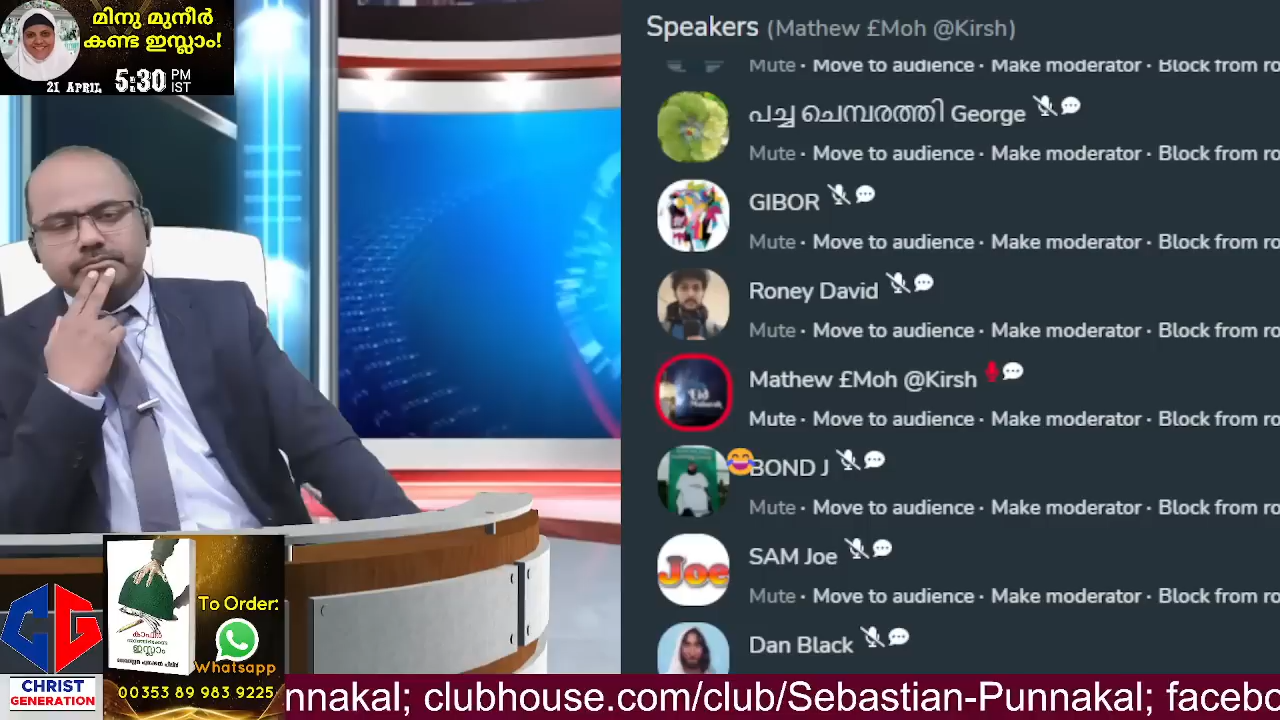 മിനു മുനീർ
കണ്ട ഇസ്ലാം!
21 APRIL 5:30 PM IST
Speakers (Mathew £Moh @Kirsh)
Mute · Move to audience · Make moderator · Block from ro
പച്ച ചെമ്പരത്തി George
Mute · Move to audience · Make moderator · Block from ro
GIBOR
Mute · Move to audience · Make moderator · Block from ro
Roney David
Mute · Move to audience · Make moderator · Block from ro
Mathew £Moh @Kirsh
Mute · Move to audience · Make moderator · Block from ro
BOND J
Mute · Move to audience · Make moderator · Block from ro
Joe
SAM Joe
Mute · Move to audience · Make moderator · Block from ro
Dan Black
കാഫിർ
ഇസ്ലാം
To Order:
Whatsapp
00353 89 983 9225
CG
CHRIST
GENERATION
nnakal; clubhouse.com/club/Sebastian-Punnakal; facebo